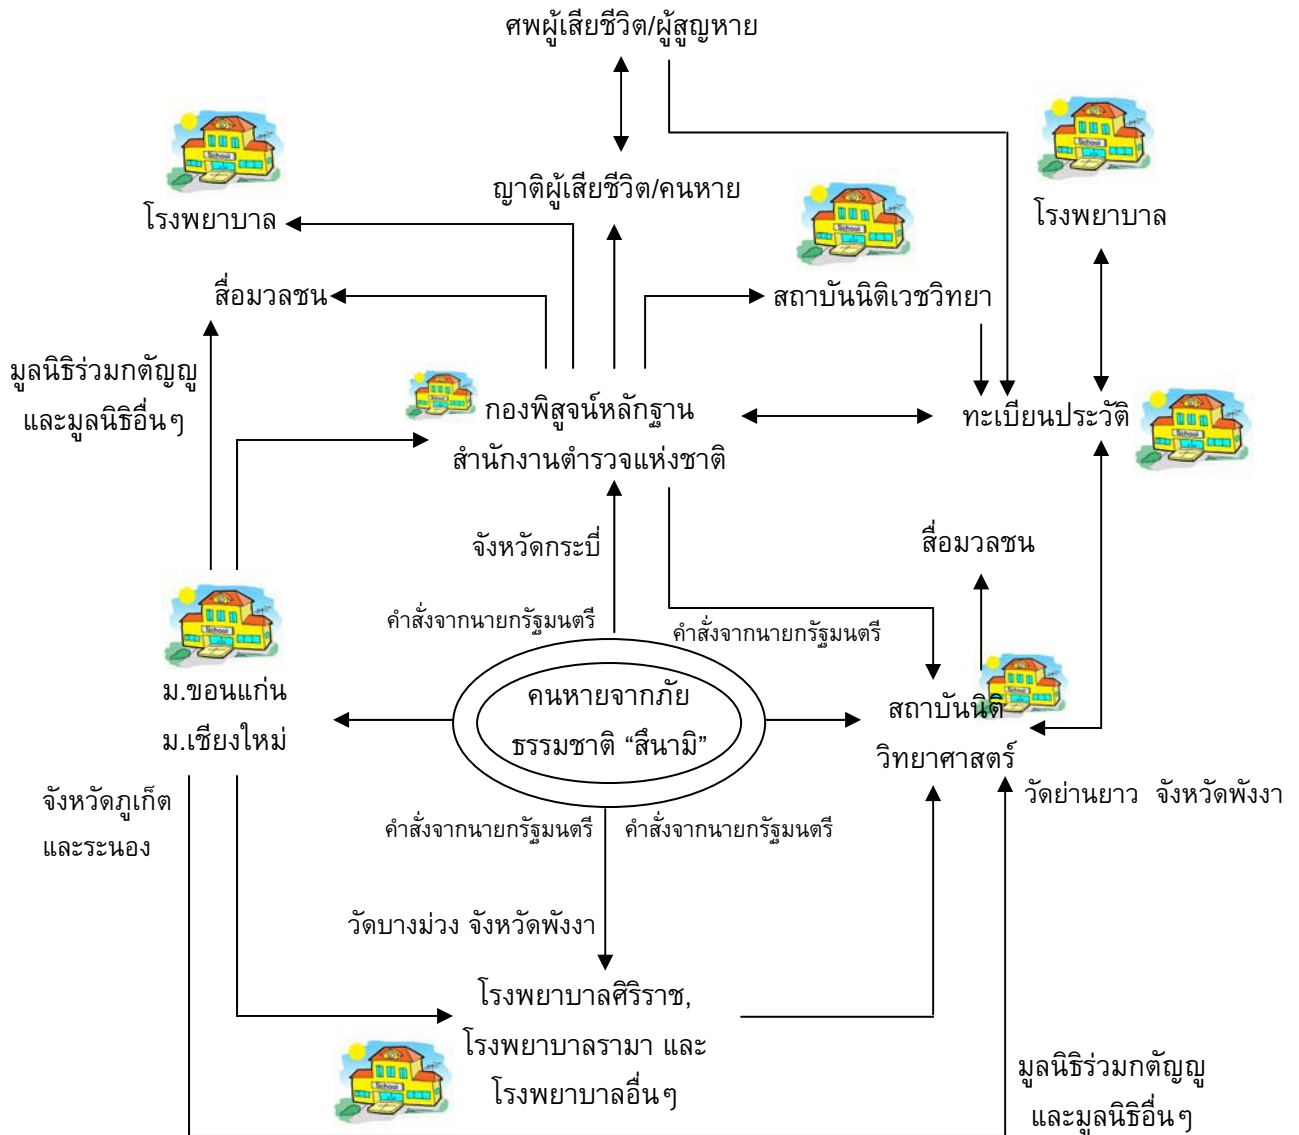 ศพผู้เสียชีวิต/ผู้สูญหาย
School
School
ญาติผู้เสียชีวิต/คนหาย
School
โรงพยาบาล
โรงพยาบาล
สื่อมวลชน
สถาบันนิติเวชวิทยา
มูลนิธิร่วมกตัญญู
และมูลนิธิอื่นๆ
School
กองพิสูจน์หลักฐาน
สำนักงานตำรวจแห่งชาติ
ทะเบียนประวัติ
School
จังหวัดกระบี่
สื่อมวลชน
คำสั่งจากนายกรัฐมนตรี
คำสั่งจากนายกรัฐมนตรี
School
ม.ขอนแก่น
ม.เชียงใหม่
คนหายจากภัย
ธรรมชาติ “สึนามิ”
School
สถาบันนิติ
วิทยาศาสตร์
จังหวัดภูเก็ต
และระนอง
วัดย่านยาว จังหวัดพังงา
คำสั่งจากนายกรัฐมนตรี
คำสั่งจากนายกรัฐมนตรี
วัดบางม่วง จังหวัดพังงา
โรงพยาบาลศิริราช,
โรงพยาบาลรามา และ
โรงพยาบาลอื่นๆ
School
มูลนิธิร่วมกตัญญู
และมูลนิธิอื่นๆ